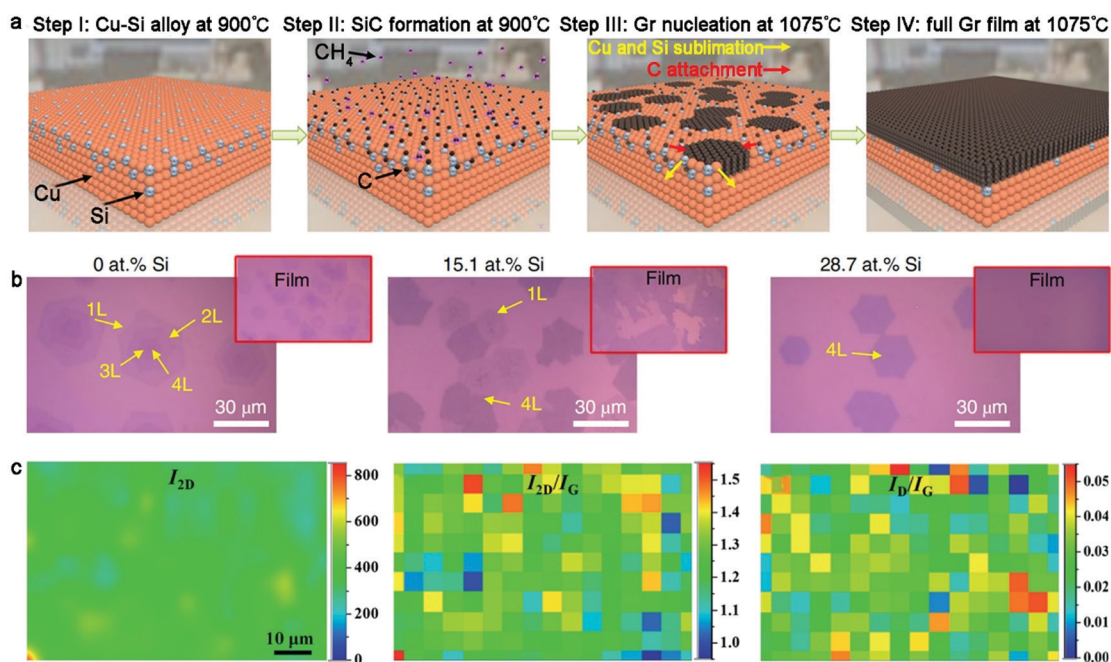 a Step I: Cu-Si alloy at 900℃ Step II: SiC formation at 900℃ Step III: Gr nucleation at 1075℃ Step IV: full Gr film at 1075℃
CH4
Cu and Si sublimation
C attachment
Cu
Si
C
b 0 at.% Si 15.1 at.% Si 28.7 at.% Si
Film Film Film
1L 2L 3L 4L
30 μm
1L
4L
30 μm
4L
30 μm
c I2D
10 μm
800
600
400
200
0
I2D/IG
1.5
1.4
1.3
1.2
1.1
1.0
ID/IG
0.05
0.04
0.03
0.02
0.01
0.00